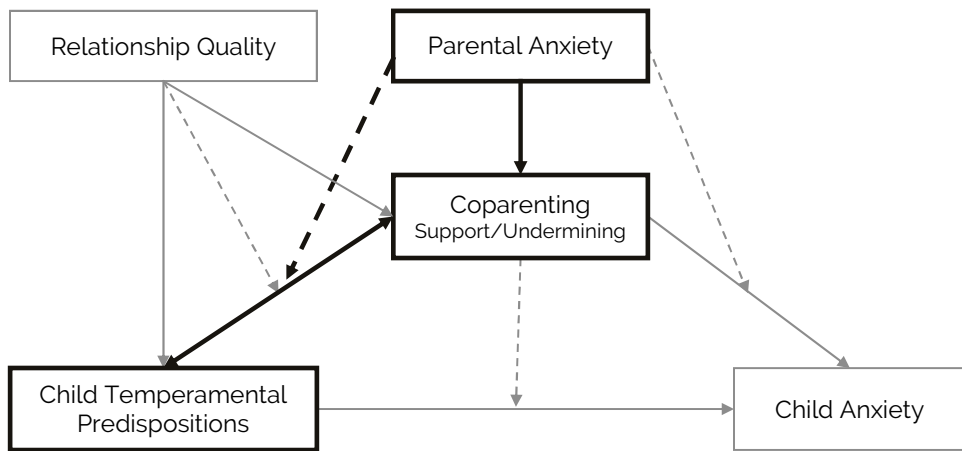 Relationship Quality
Parental Anxiety
Coparenting
Support/Undermining
Child Temperamental
Predispositions
Child Anxiety